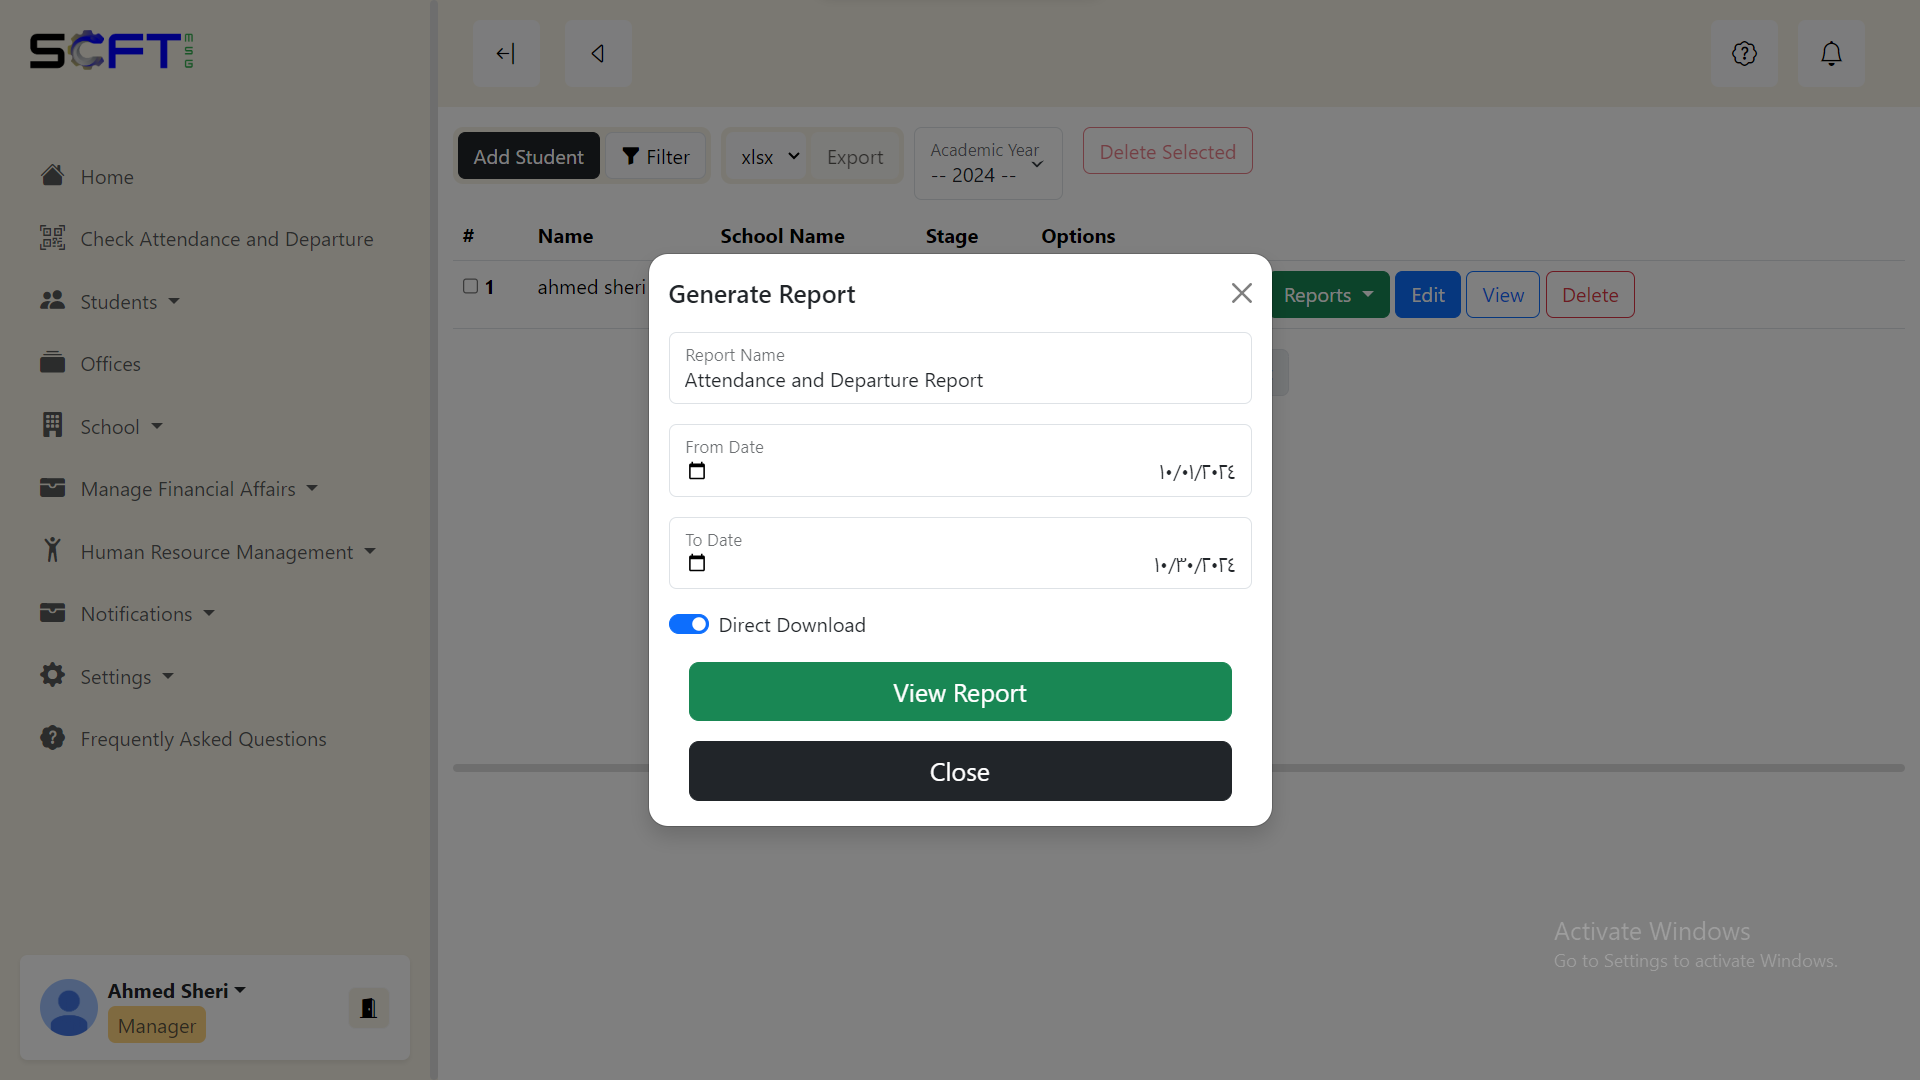 SCFT MSG
Home
Check Attendance and Departure
Students
Offices
School
Manage Financial Affairs
Human Resource Management
Notifications
Settings
Frequently Asked Questions
Ahmed Sheri
Manager
Add Student Filter xlsx Export Academic Year -- 2024 -- Delete Selected
# Name School Name Stage Options
1 ahmed sheri Reports Edit View Delete
Generate Report
Report Name
Attendance and Departure Report
From Date
١٠/٠١/٢٠٢٤
To Date
١٠/٣٠/٢٠٢٤
Direct Download
View Report
Close
Activate Windows
Go to Settings to activate Windows.